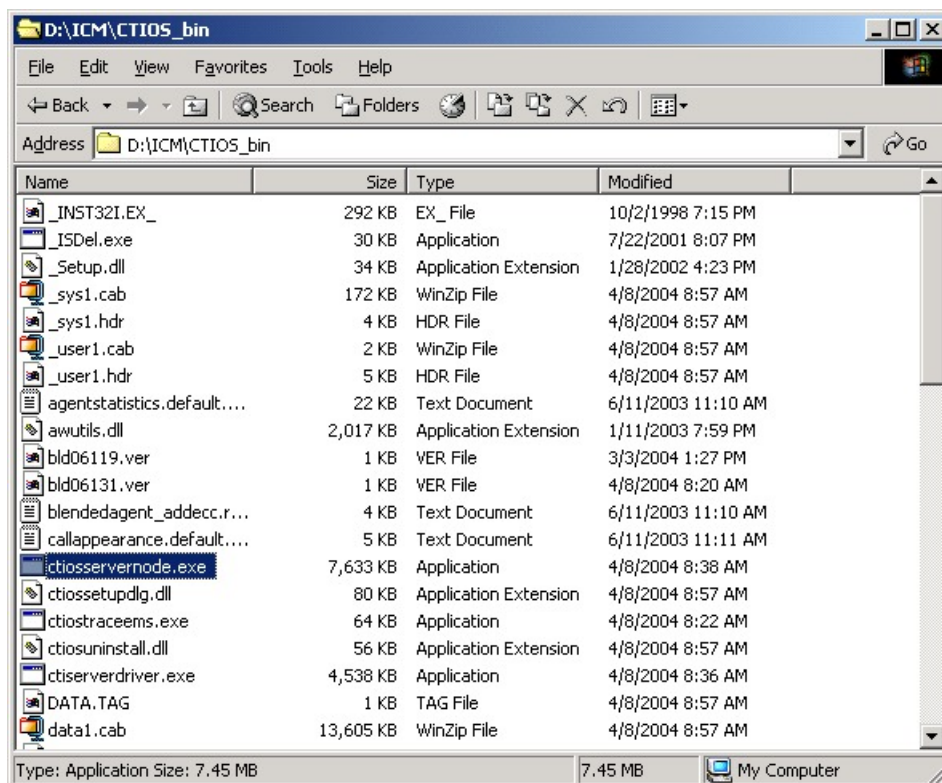 D:\ICM\CTIOS_bin
File Edit View Favorites Tools Help
Back Search Folders
Address D:\ICM\CTIOS_bin Go
Name Size Type Modified
_INST32I.EX_ 292 KB EX_ File 10/2/1998 7:15 PM
_ISDel.exe 30 KB Application 7/22/2001 8:07 PM
_Setup.dll 34 KB Application Extension 1/28/2002 4:23 PM
_sys1.cab 172 KB WinZip File 4/8/2004 8:57 AM
_sys1.hdr 4 KB HDR File 4/8/2004 8:57 AM
_user1.cab 2 KB WinZip File 4/8/2004 8:57 AM
_user1.hdr 5 KB HDR File 4/8/2004 8:57 AM
agentstatistics.default.... 22 KB Text Document 6/11/2003 11:10 AM
awutils.dll 2,017 KB Application Extension 1/11/2003 7:59 PM
bld06119.ver 1 KB VER File 3/3/2004 1:27 PM
bld06131.ver 1 KB VER File 4/8/2004 8:20 AM
blendedagent_addecc.r... 4 KB Text Document 6/11/2003 11:10 AM
callappearance.default.... 5 KB Text Document 6/11/2003 11:11 AM
ctiosservernode.exe 7,633 KB Application 4/8/2004 8:38 AM
ctiossetupdlg.dll 80 KB Application Extension 4/8/2004 8:57 AM
ctiostraceems.exe 64 KB Application 4/8/2004 8:22 AM
ctiosuninstall.dll 56 KB Application Extension 4/8/2004 8:57 AM
ctiserverdriver.exe 4,538 KB Application 4/8/2004 8:36 AM
DATA.TAG 1 KB TAG File 4/8/2004 8:57 AM
data1.cab 13,605 KB WinZip File 4/8/2004 8:57 AM
Type: Application Size: 7.45 MB 7.45 MB My Computer